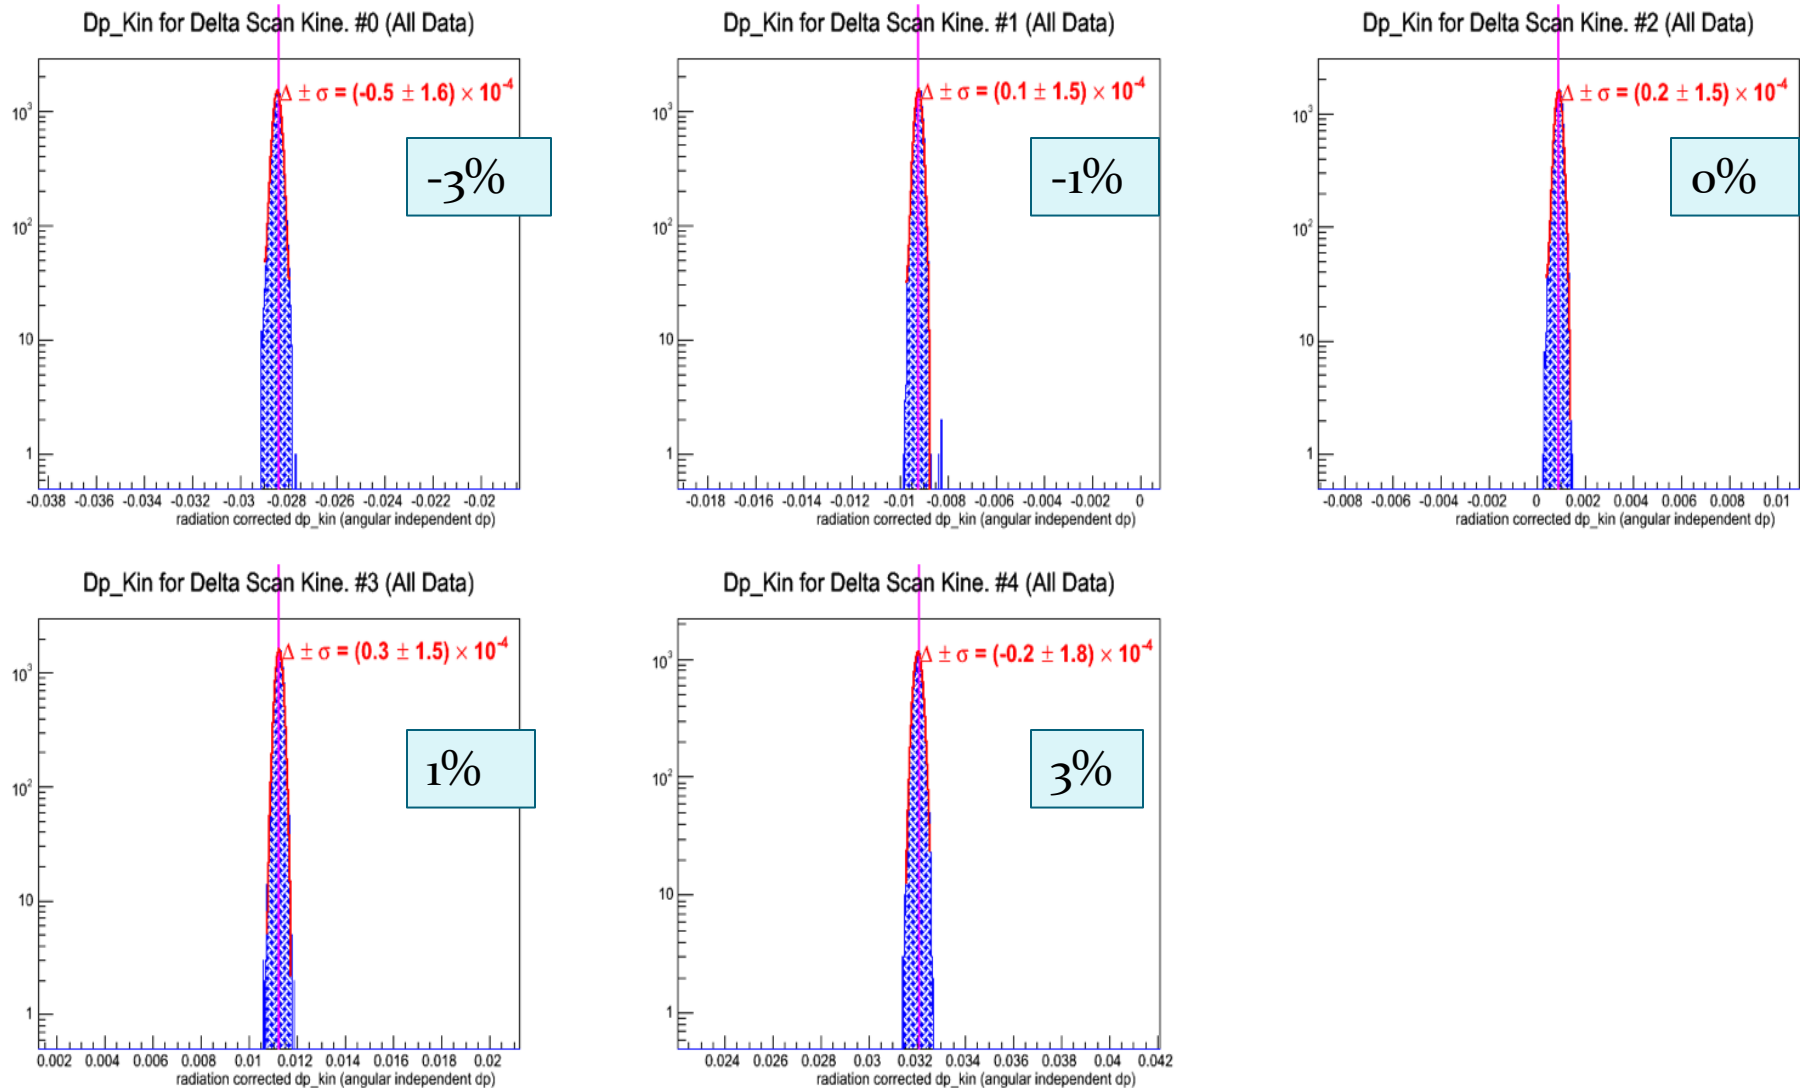 Dp_Kin for Delta Scan Kine. #0 (All Data)
Δ ± σ = (-0.5 ± 1.6) × 10⁻⁴
-3%
10³
10²
10
1
-0.038 -0.036 -0.034 -0.032 -0.03 -0.028 -0.026 -0.024 -0.022 -0.02
radiation corrected dp_kin (angular independent dp)
Dp_Kin for Delta Scan Kine. #1 (All Data)
Δ ± σ = (0.1 ± 1.5) × 10⁻⁴
-1%
10³
10²
10
1
-0.018 -0.016 -0.014 -0.012 -0.01 -0.008 -0.006 -0.004 -0.002 0
radiation corrected dp_kin (angular independent dp)
Dp_Kin for Delta Scan Kine. #2 (All Data)
Δ ± σ = (0.2 ± 1.5) × 10⁻⁴
0%
10³
10²
10
1
-0.008 -0.006 -0.004 -0.002 0 0.002 0.004 0.006 0.008 0.01
radiation corrected dp_kin (angular independent dp)
Dp_Kin for Delta Scan Kine. #3 (All Data)
Δ ± σ = (0.3 ± 1.5) × 10⁻⁴
1%
10³
10²
10
1
0.002 0.004 0.006 0.008 0.01 0.012 0.014 0.016 0.018 0.02
radiation corrected dp_kin (angular independent dp)
Dp_Kin for Delta Scan Kine. #4 (All Data)
Δ ± σ = (-0.2 ± 1.8) × 10⁻⁴
3%
10³
10²
10
1
0.024 0.026 0.028 0.03 0.032 0.034 0.036 0.038 0.04 0.042
radiation corrected dp_kin (angular independent dp)